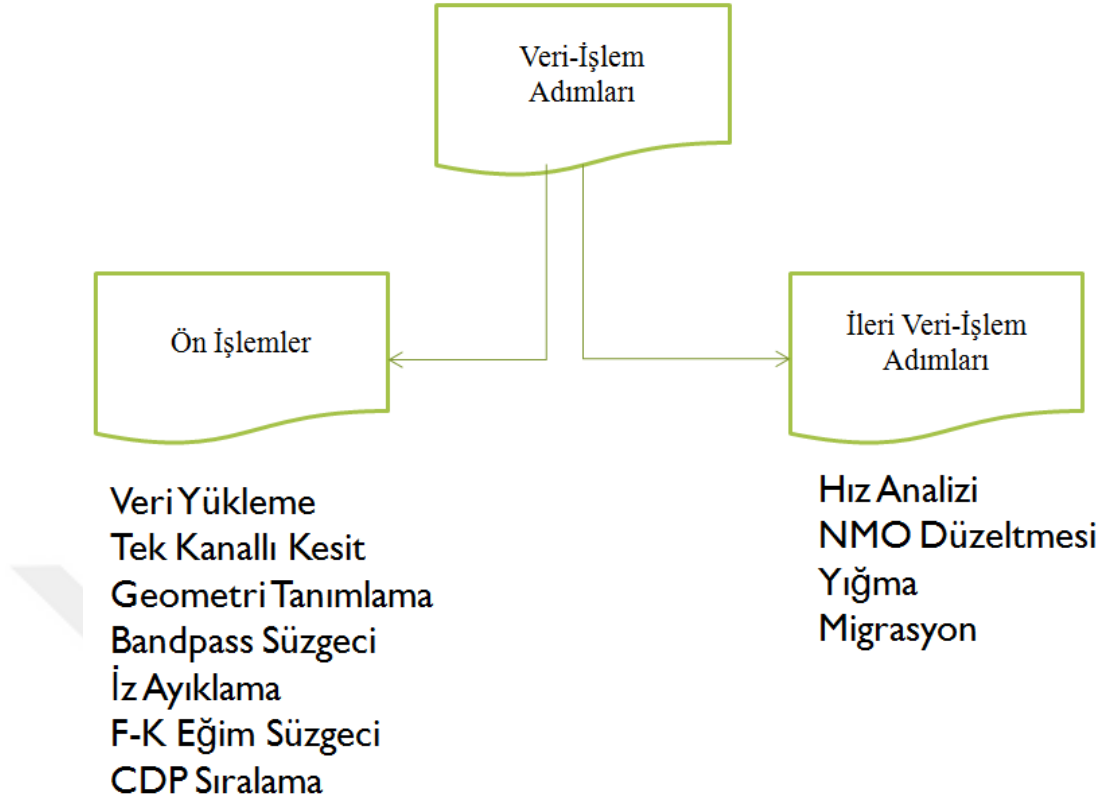 Veri-İşlem
Adımları
Ön İşlemler
İleri Veri-İşlem
Adımları
Veri Yükleme
Tek Kanallı Kesit
Geometri Tanımlama
Bandpass Süzgeci
İz Ayıklama
F-K Eğim Süzgeci
CDP Sıralama
Hız Analizi
NMO Düzeltmesi
Yığma
Migrasyon